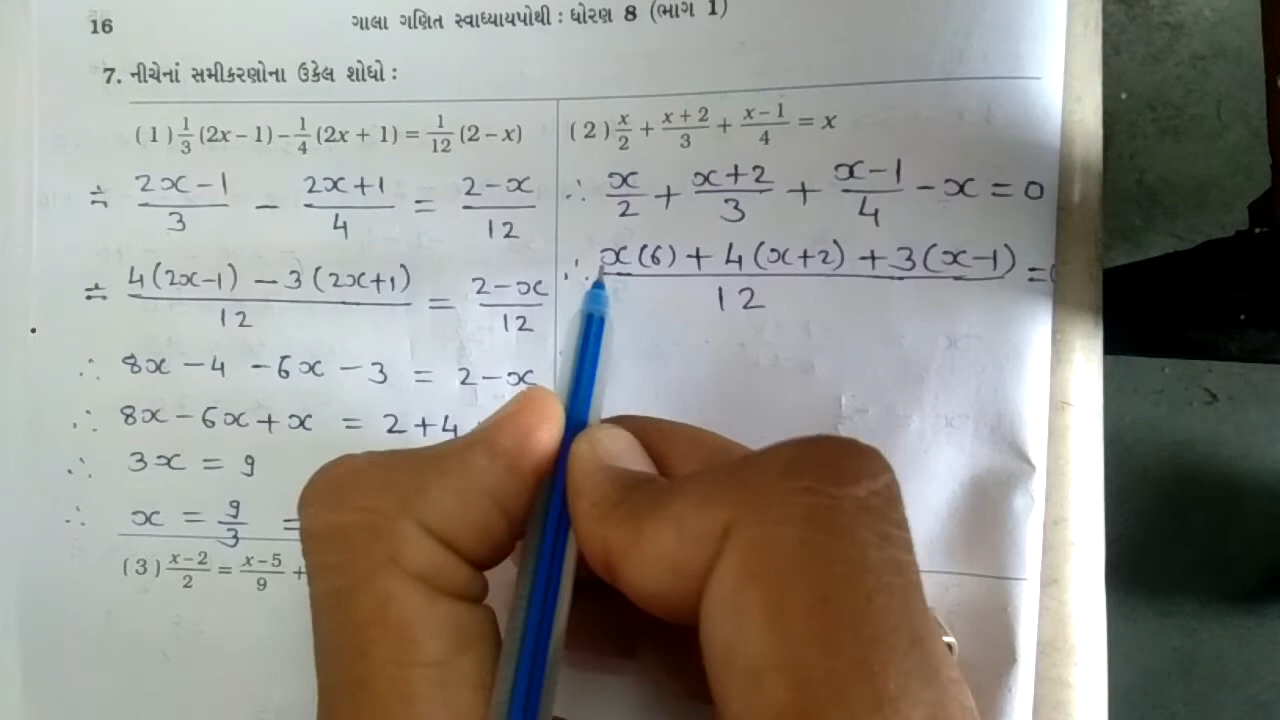 16
ગાલા ગણિત સ્વાધ્યાયપોથી : ધોરણ 8 (ભાગ 1)
7. નીચેનાં સમીકરણોના ઉકેલ શોધો :
(1) 1/3 (2x – 1) – 1/4 (2x + 1) = 1/12 (2 – x)
≑ (2x – 1)/3 – (2x + 1)/4 = (2 – x)/12
≑ (4(2x–1) – 3(2x+1))/12 = (2–x)/12
∴ 8x – 4 – 6x – 3 = 2 – x
∴ 8x – 6x + x = 2 + 4
∴ 3x = 9
∴ x = 9/3 =
(2) x/2 + (x + 2)/3 + (x – 1)/4 = x
∴ x/2 + (x + 2)/3 + (x – 1)/4 – x = 0
∴ (x(6) + 4(x+2) + 3(x–1))/12 = 0
(3) (x – 2)/2 = (x – 5)/9 +